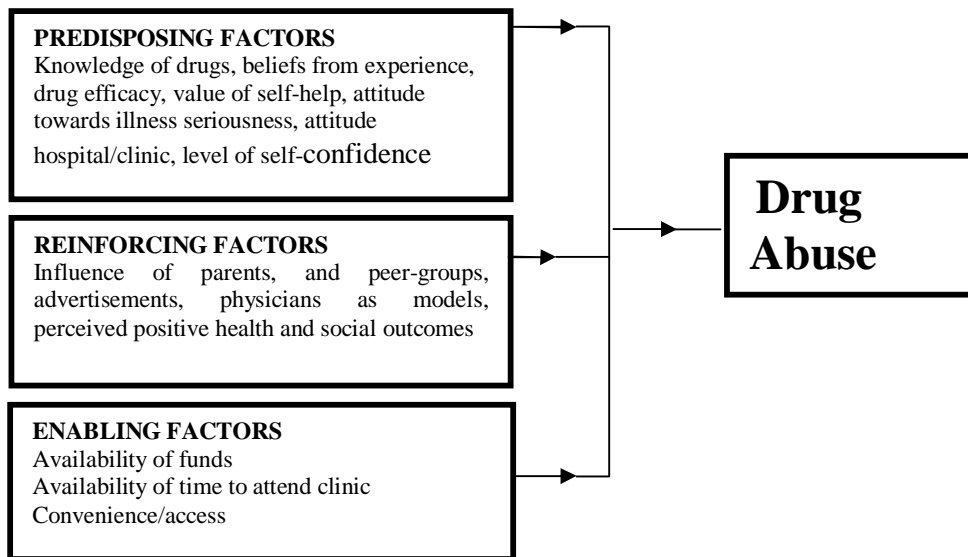 PREDISPOSING FACTORS
Knowledge of drugs, beliefs from experience,
drug efficacy, value of self-help, attitude
towards illness seriousness, attitude
hospital/clinic, level of self-confidence
REINFORCING FACTORS
Influence of parents, and peer-groups,
advertisements, physicians as models,
perceived positive health and social outcomes
ENABLING FACTORS
Availability of funds
Availability of time to attend clinic
Convenience/access
Drug
Abuse